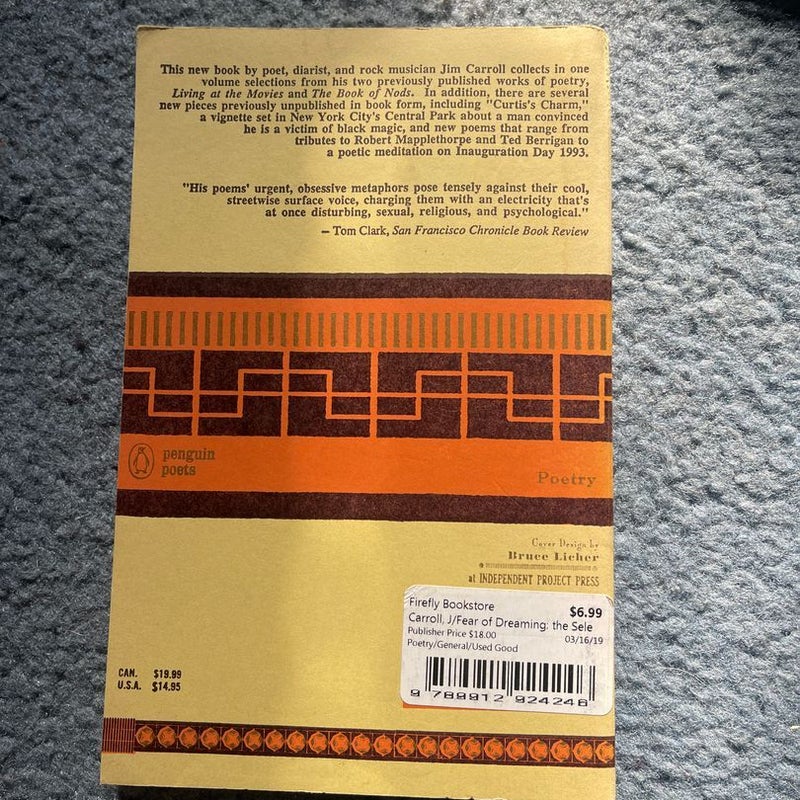 This new book by poet, diarist, and rock musician Jim Carroll collects in one
volume selections from his two previously published works of poetry,
Living at the Movies and The Book of Nods. In addition, there are several
new pieces previously unpublished in book form, including "Curtis's Charm,"
a vignette set in New York City's Central Park about a man convinced
he is a victim of black magic, and new poems that range from
tributes to Robert Mapplethorpe and Ted Berrigan to
a poetic meditation on Inauguration Day 1993.
"His poems' urgent, obsessive metaphors pose tensely against their cool,
streetwise surface voice, charging them with an electricity that's
at once disturbing, sexual, religious, and psychological."
– Tom Clark, San Francisco Chronicle Book Review
penguin
poets
Poetry
Cover Design by
Bruce Licher
at INDEPENDENT PROJECT PRESS
Firefly Bookstore $6.99
Carroll, J/Fear of Dreaming: the Sele
Publisher Price $18.00 03/16/19
Poetry/General/Used Good
9 789912 924246
CAN. $19.99
U.S.A. $14.95